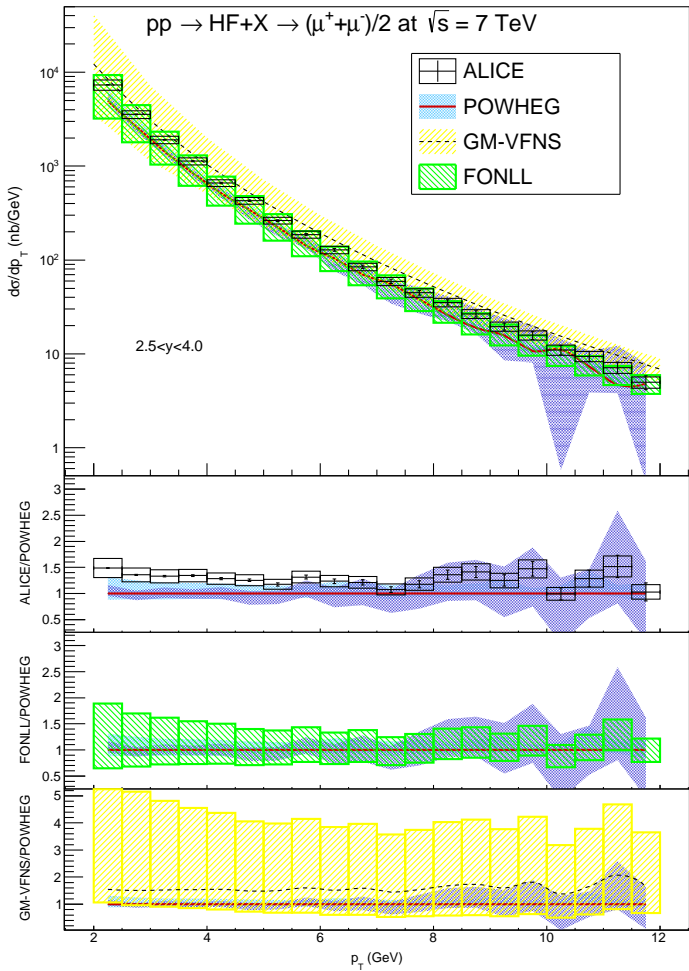 pp → HF+X → (μ⁺+μ⁻)/2 at √s = 7 TeV
ALICE
POWHEG
GM-VFNS
FONLL
dσ/dp_T (nb/GeV)
10⁴
10³
10²
10
1
2.5<y<4.0
ALICE/POWHEG
3
2.5
2
1.5
1
0.5
FONLL/POWHEG
3
2.5
2
1.5
1
0.5
GM-VFNS/POWHEG
5
4
3
2
1
2 4 6 8 10 12
p_T (GeV)